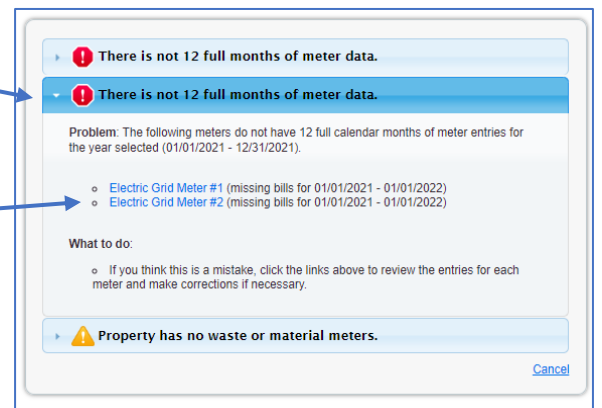 There is not 12 full months of meter data.
There is not 12 full months of meter data.
Problem: The following meters do not have 12 full calendar months of meter entries for
the year selected (01/01/2021 - 12/31/2021).
Electric Grid Meter #1 (missing bills for 01/01/2021 - 01/01/2022)
Electric Grid Meter #2 (missing bills for 01/01/2021 - 01/01/2022)
What to do:
If you think this is a mistake, click the links above to review the entries for each
meter and make corrections if necessary.
Property has no waste or material meters.
Cancel